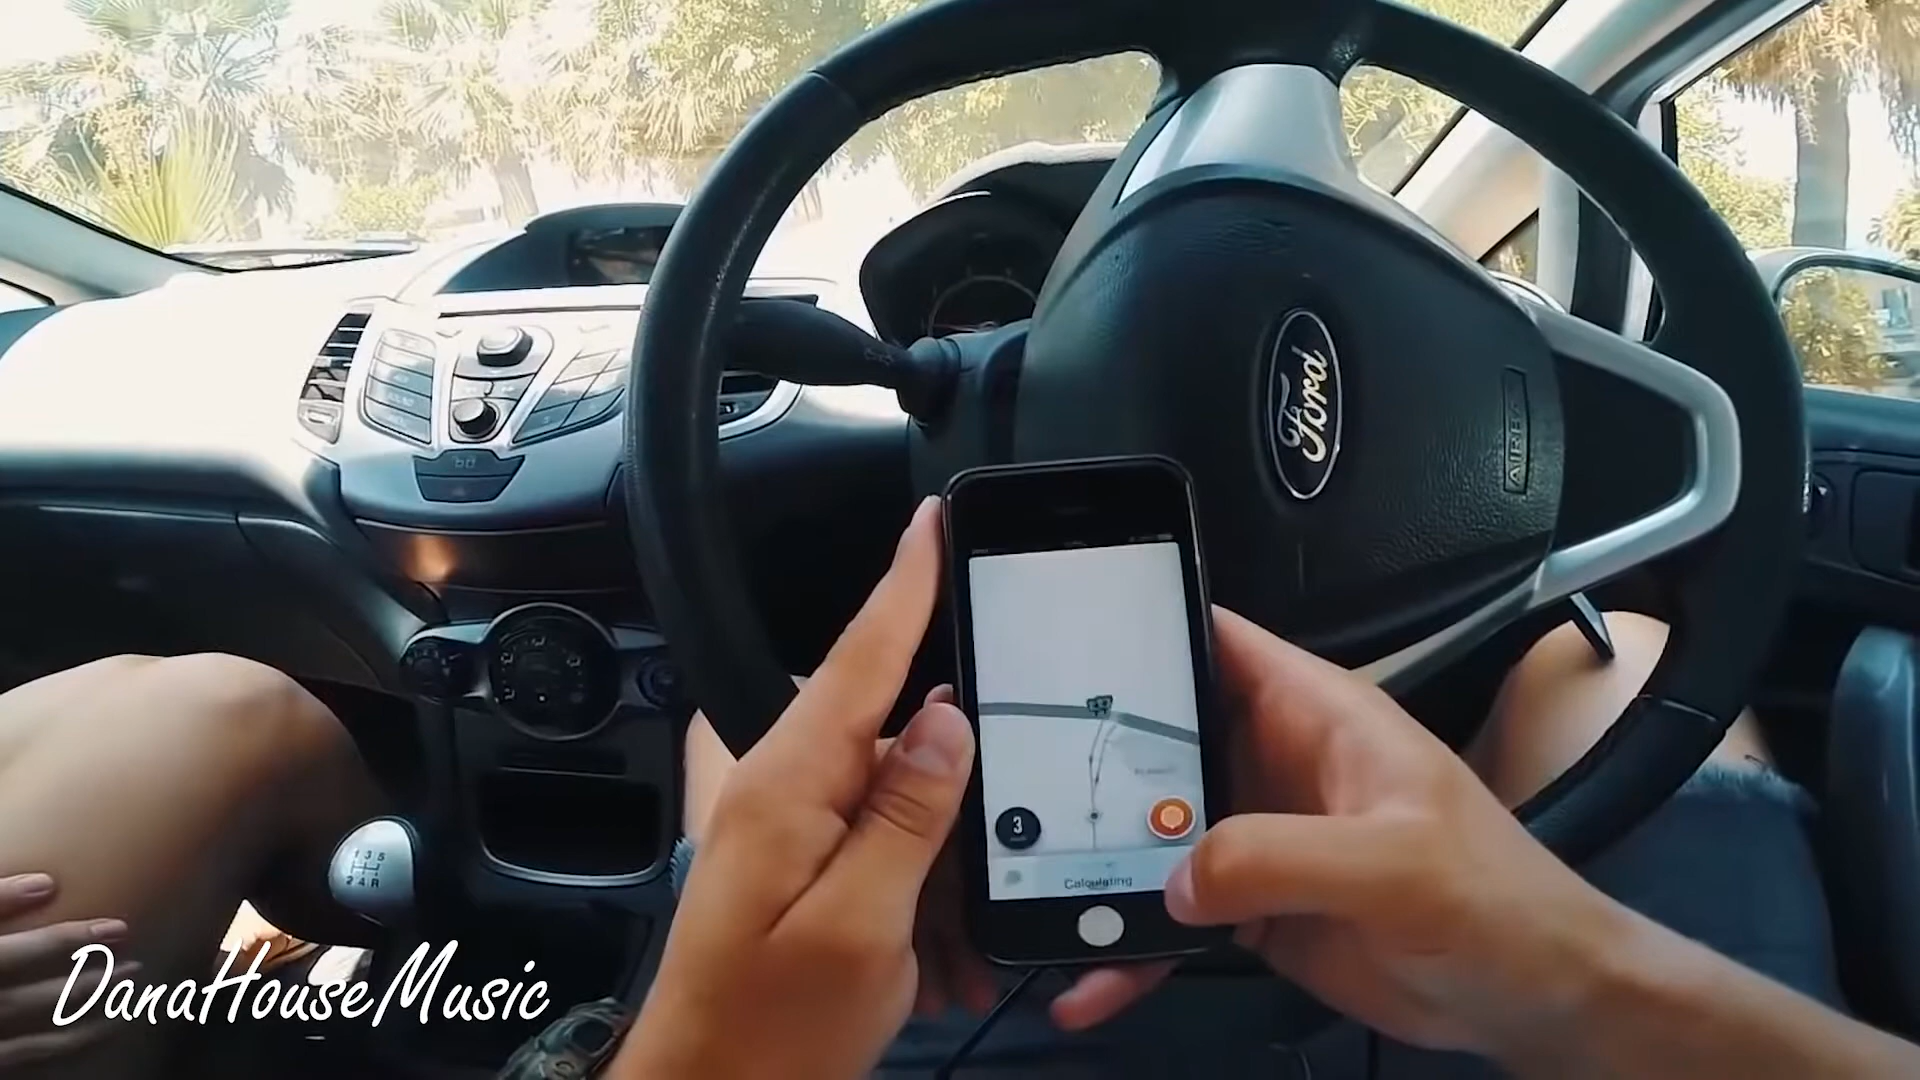 Ford
AIRBAG
3
Calculating
1 3 5
2 4 R
DanaHouseMusic